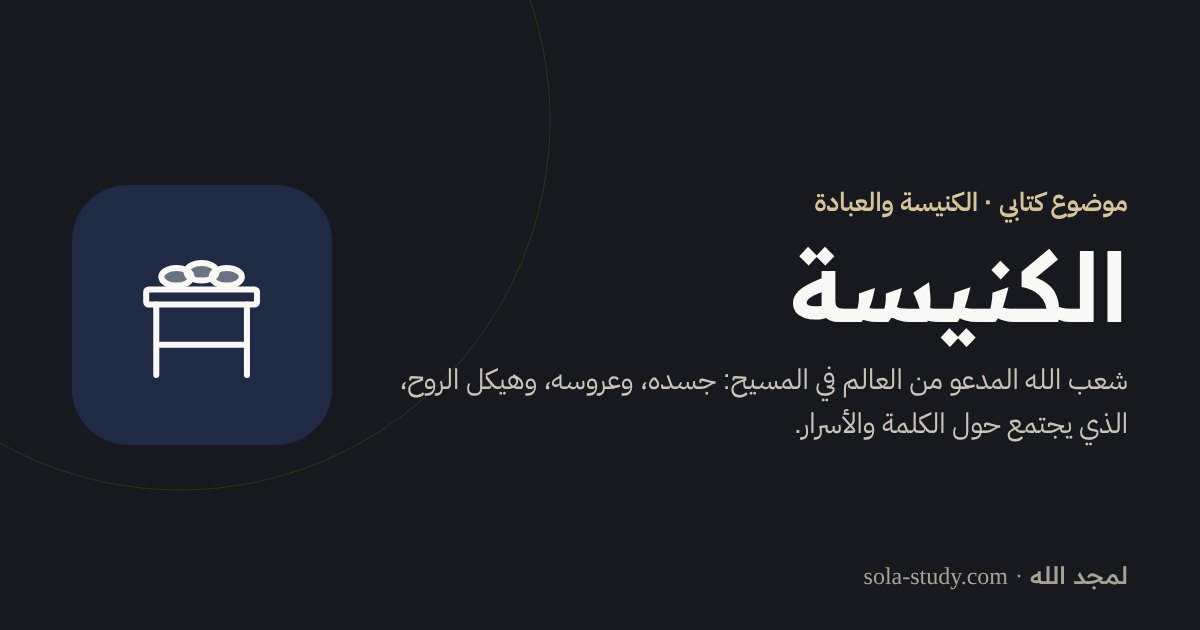 موضوع كتابي · الكنيسة والعبادة
الكنيسة
شعب الله المدعو من العالم في المسيح: جسده، وعروسه، وهيكل الروح،
الذي يجتمع حول الكلمة والأسرار.
لمجد الله · sola-study.com